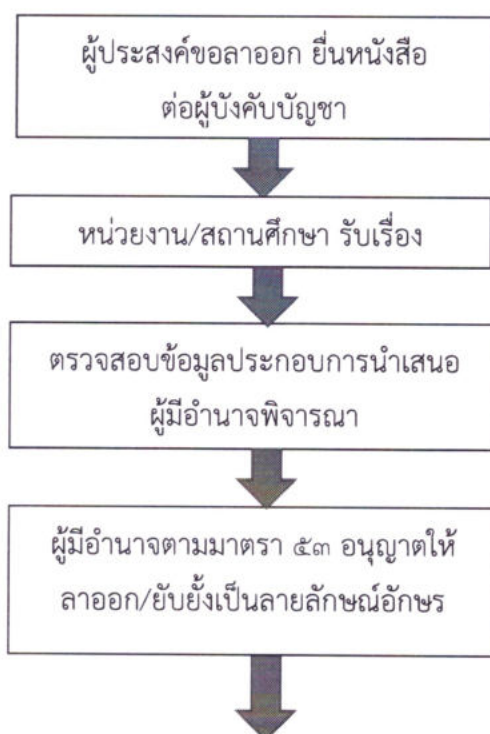 ผู้ประสงค์ขอลาออก ยื่นหนังสือ
ต่อผู้บังคับบัญชา
หน่วยงาน/สถานศึกษา รับเรื่อง
ตรวจสอบข้อมูลประกอบการนำเสนอ
ผู้มีอำนาจพิจารณา
ผู้มีอำนาจตามมาตรา ๕๓ อนุญาตให้
ลาออก/ยับยั้งเป็นลายลักษณ์อักษร